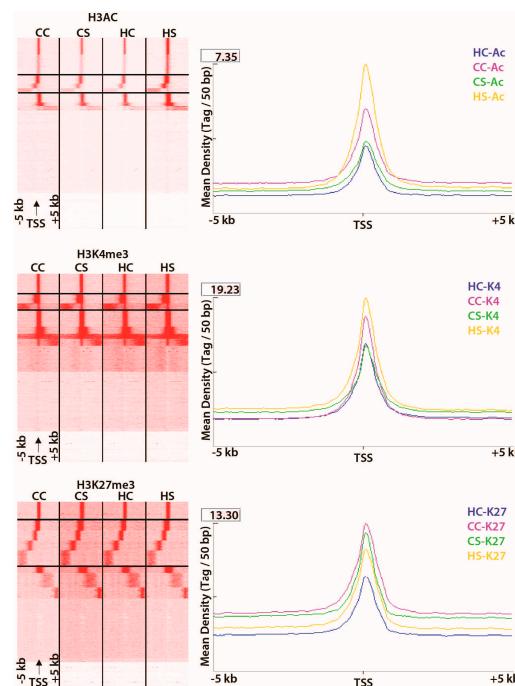 H3AC
CC CS HC HS
-5 kb
TSS
+5 kb
Mean Density (Tag / 50 bp)
7.35
HC-Ac
CC-Ac
CS-Ac
HS-Ac
-5 kb TSS +5 k
H3K4me3
CC CS HC HS
-5 kb
TSS
+5 kb
Mean Density (Tag / 50 bp)
19.23
HC-K4
CC-K4
CS-K4
HS-K4
-5 kb TSS +5 k
H3K27me3
CC CS HC HS
-5 kb
TSS
+5 kb
Mean Density (Tag / 50 bp)
13.30
HC-K27
CC-K27
CS-K27
HS-K27
-5 kb TSS +5 k